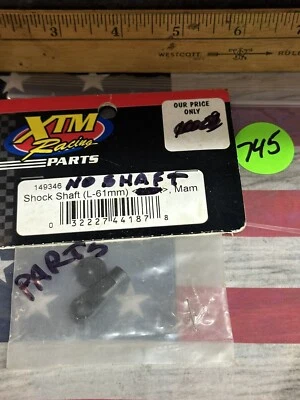 2 3 4 5 6
westcott
XTM
Racing
PARTS
OUR PRICE
ONLY
745
149346 NO SHAFT
Shock Shaft (L-61mm) , Mam
0 32227 44187 8
PARTS